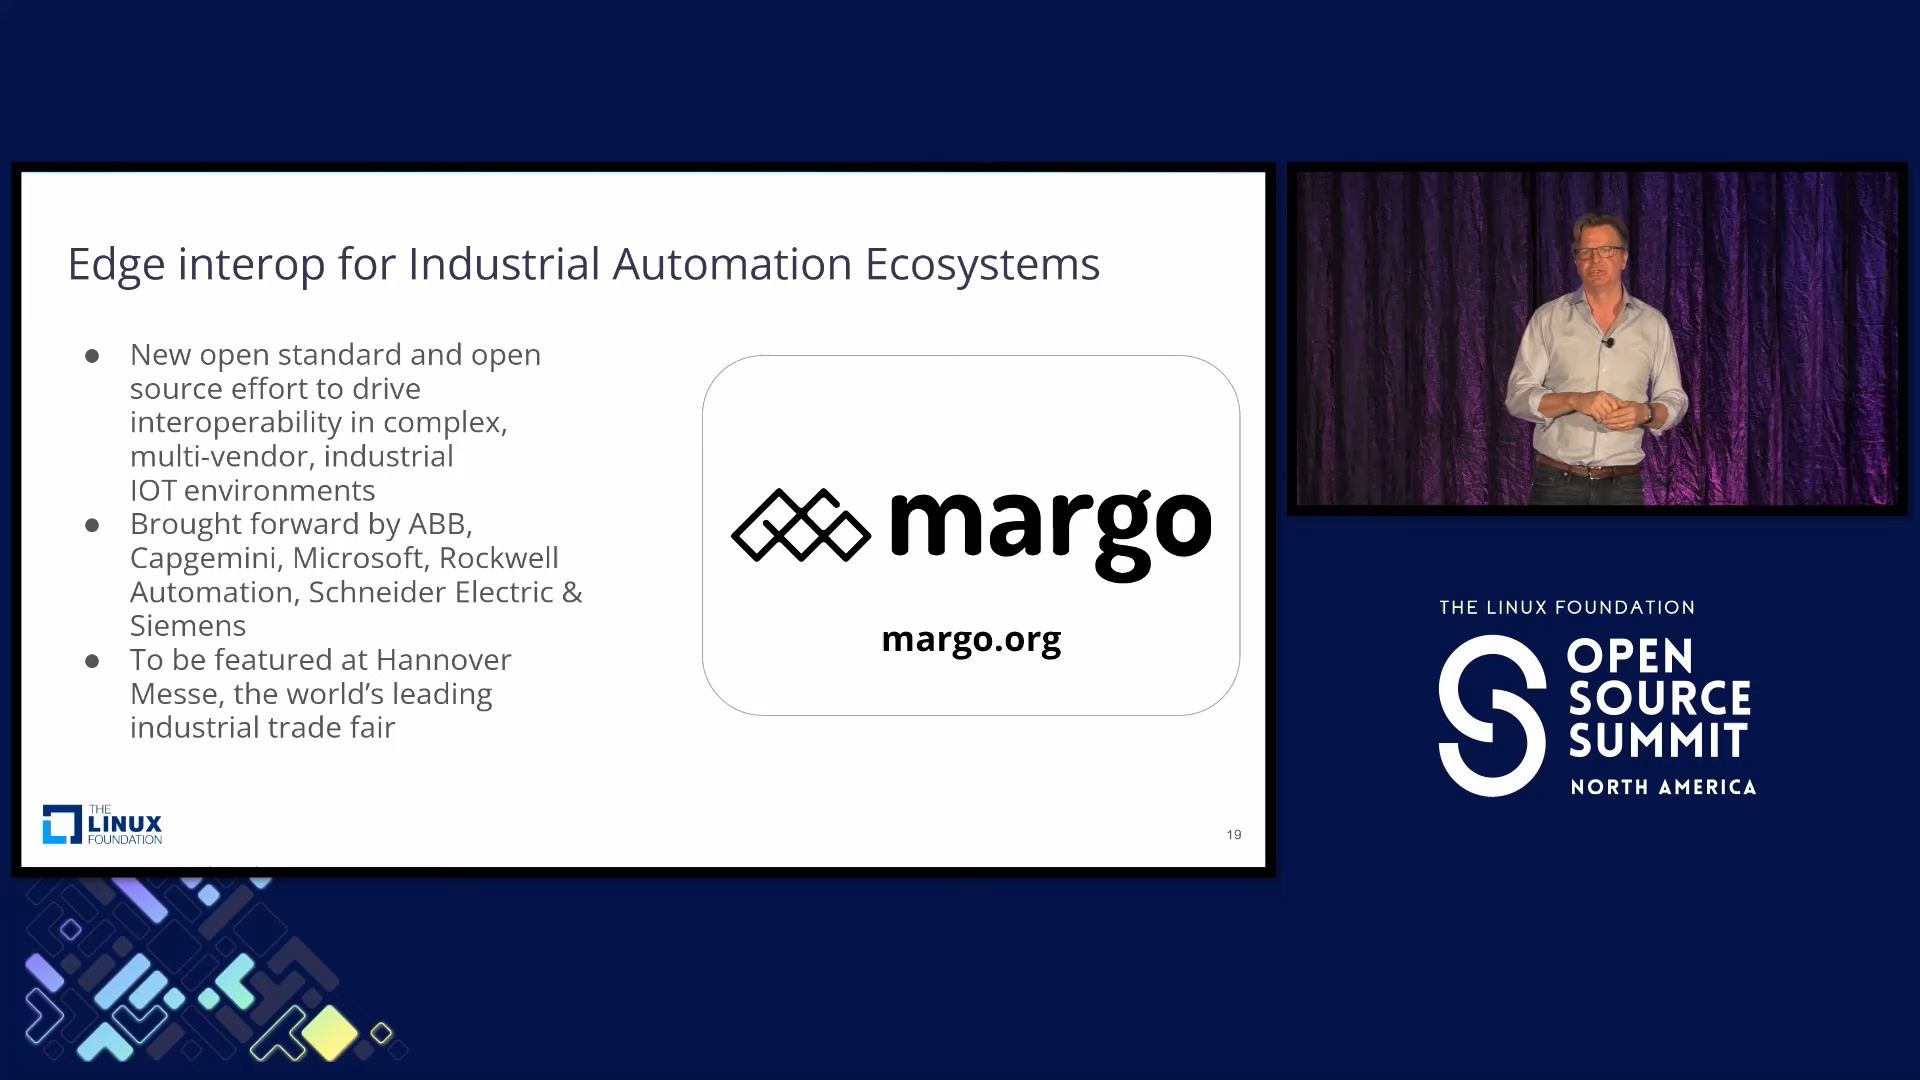 Edge interop for Industrial Automation Ecosystems
● New open standard and open
source effort to drive
interoperability in complex,
multi-vendor, industrial
IOT environments
● Brought forward by ABB,
Capgemini, Microsoft, Rockwell
Automation, Schneider Electric &
Siemens
● To be featured at Hannover
Messe, the world’s leading
industrial trade fair
margo
margo.org
THE
LINUX
FOUNDATION
19
THE LINUX FOUNDATION
OPEN
SOURCE
SUMMIT
NORTH AMERICA